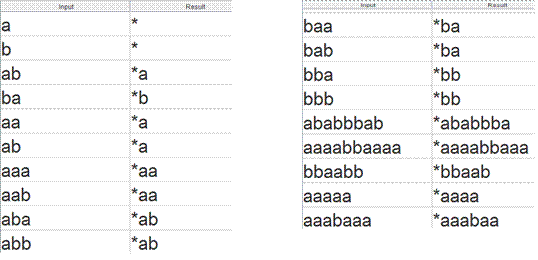 Input Result
a *
b *
ab *a
ba *b
aa *a
ab *a
aaa *aa
aab *aa
aba *ab
abb *ab
Input Result
baa *ba
bab *ba
bba *bb
bbb *bb
ababbbab *ababbba
aaaabbaaaa *aaaabbaaa
bbaabb *bbaab
aaaaa *aaaa
aaabaaa *aaabaa